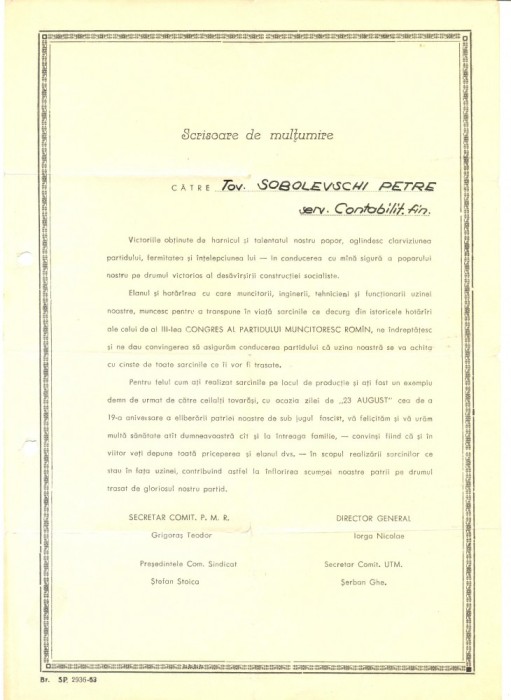 Scrisoare de mulțumire
CĂTRE Tov. SOBOLEVSCHI PETRE
serv. Contabilit. fin.
Victoriile obținute de harnicul și talentatul nostru popor, oglindesc clarviziunea
partidului, fermitatea și înțelepciunea lui — în conducerea cu mînă sigură a poporului
nostru pe drumul victorios al desăvîrșirii construcției socialiste.
Elanul și hotărîrea cu care muncitorii, inginerii, tehnicieni și funcționarii uzinei
noastre, muncesc pentru a transpune în viață sarcinile ce decurg din istoricele hotărîri
ale celui de al III-lea CONGRES AL PARTIDULUI MUNCITORESC ROMÎN, ne îndreptățesc
și ne dau convingerea să asigurăm conducerea partidului că uzina noastră se va achita
cu cinste de toate sarcinile ce îi vor fi trasate.
Pentru felul cum ați realizat sarcinile pe locul de producție și ați fost un exemplu
demn de urmat de către ceilalți tovarăși, cu ocazia zilei de „23 AUGUST” cea de a
19-a aniversare a eliberării patriei noastre de sub jugul fascist, vă felicităm și vă urăm
multă sănătate atît dumneavoastră cît și la întreaga familie, — convinși fiind că și în
viitor veți depune toată priceperea și elanul dvs. — în scopul realizării sarcinilor ce
stau în fața uzinei, contribuind astfel la înflorirea scumpei noastre patrii pe drumul
trasat de gloriosul nostru partid.
SECRETAR COMIT. P. M. R. DIRECTOR GENERAL
Grigoraș Teodor Iorga Nicolae
Președintele Com. Sindicat Secretar Comit. UTM.
Ștefan Stoica Șerban Ghe.
Br. SP. 2936-63